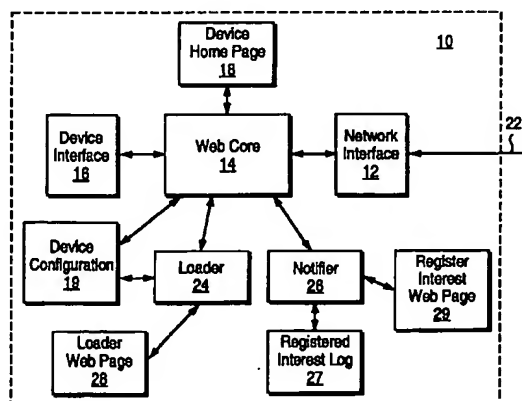 Device
Home Page
18
10
Device
Interface
16
Web Core
14
Network
Interface
12
22
Device
Configuration
19
Loader
24
Notifier
26
Register
Interest
Web Page
29
Loader
Web Page
28
Registered
Interest Log
27